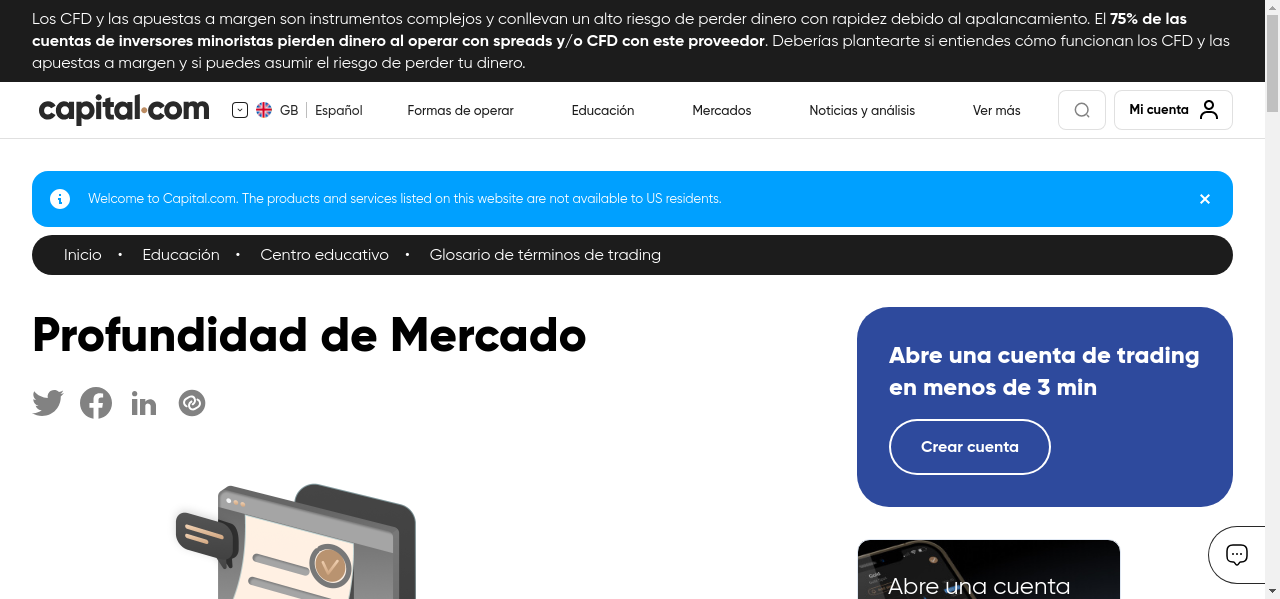 Los CFD y las apuestas a margen son instrumentos complejos y conllevan un alto riesgo de perder dinero con rapidez debido al apalancamiento. El 75% de las
cuentas de inversores minoristas pierden dinero al operar con spreads y/o CFD con este proveedor. Deberías plantearte si entiendes cómo funcionan los CFD y las
apuestas a margen y si puedes asumir el riesgo de perder tu dinero.
capital.com GB Español Formas de operar Educación Mercados Noticias y análisis Ver más Mi cuenta
Welcome to Capital.com. The products and services listed on this website are not available to US residents.
Inicio • Educación • Centro educativo • Glosario de términos de trading
Profundidad de Mercado
Abre una cuenta de trading
en menos de 3 min
Crear cuenta
Abre una cuenta